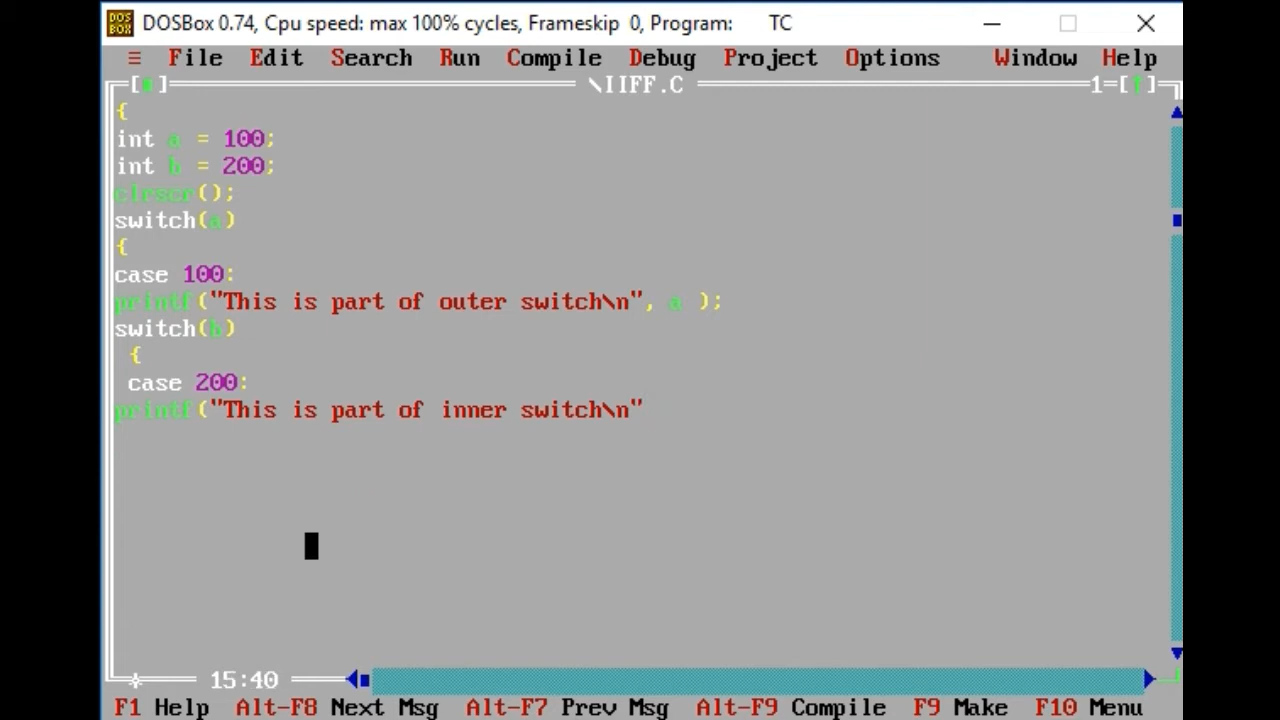 DOSBox 0.74, Cpu speed: max 100% cycles, Frameskip 0, Program: TC
≡ File Edit Search Run Compile Debug Project Options Window Help
[■] \IIFF.C 1=[↑]
{
int a = 100;
int b = 200;
clrscr();
switch(a)
{
case 100:
printf("This is part of outer switch\n", a );
switch(b)
{
case 200:
printf("This is part of inner switch\n"
15:40
F1 Help Alt-F8 Next Msg Alt-F7 Prev Msg Alt-F9 Compile F9 Make F10 Menu